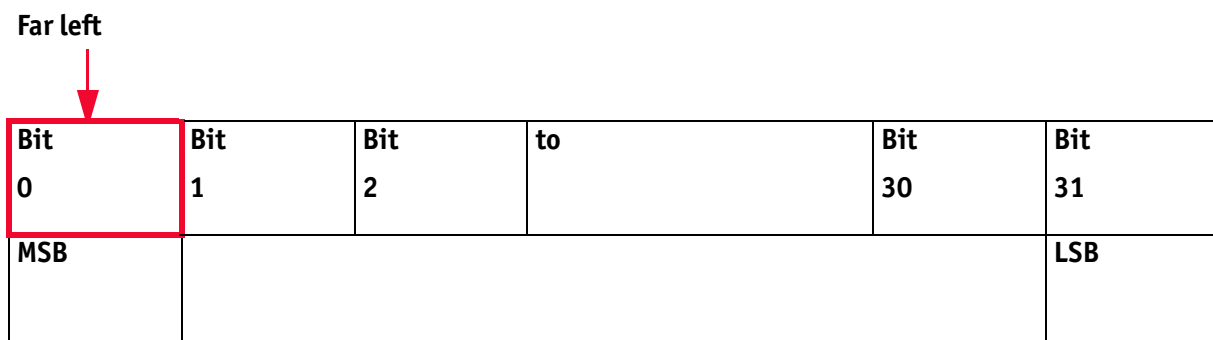 Far left
Bit Bit Bit to Bit Bit
0 1 2 30 31
MSB LSB